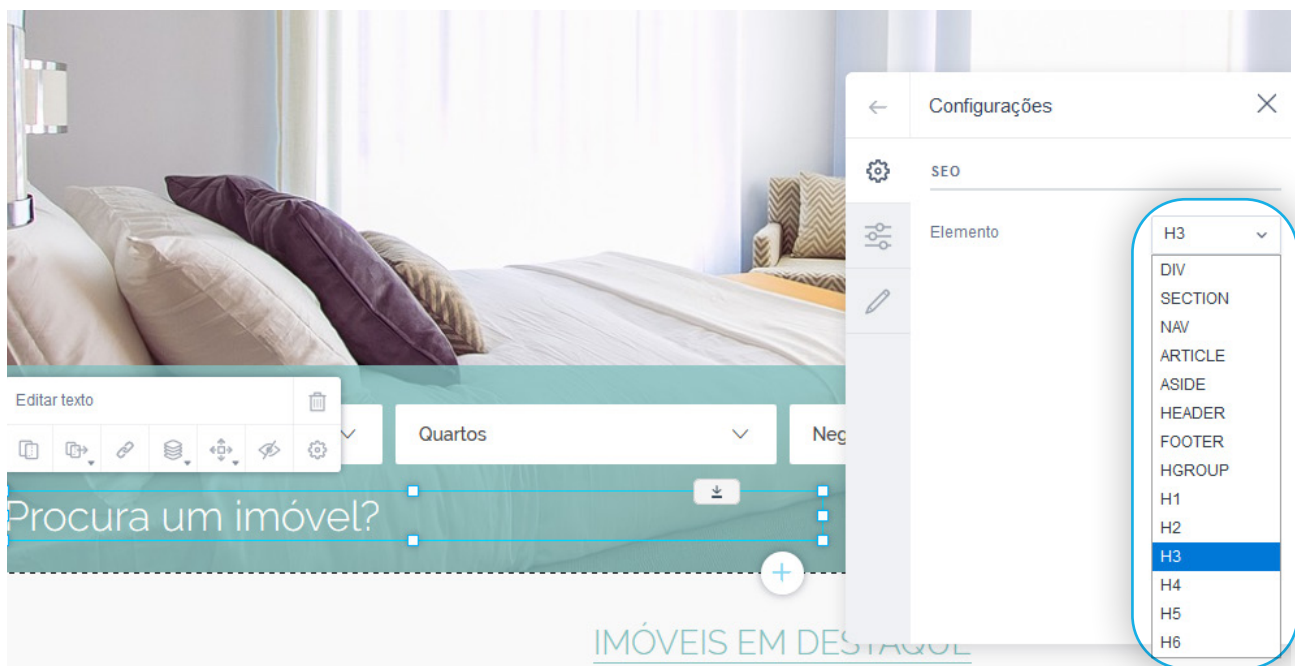 Configurações
SEO
Elemento
H3
DIV
SECTION
NAV
ARTICLE
ASIDE
HEADER
FOOTER
HGROUP
H1
H2
H3
H4
H5
H6
Editar texto
Quartos
Neg
Procura um imóvel?
IMÓVEIS EM DESTAQUE